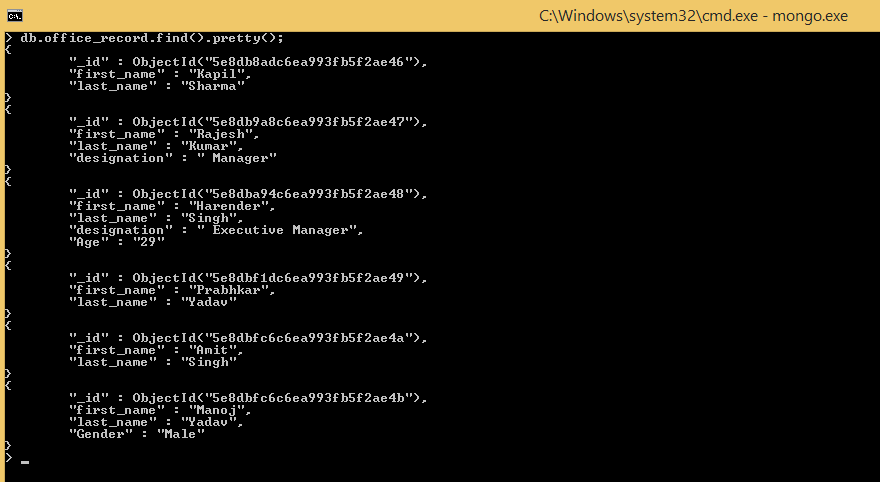 C:\Windows\system32\cmd.exe - mongo.exe
> db.office_record.find().pretty();
{
"_id" : ObjectId("5e8db8adc6ea993fb5f2ae46"),
"first_name" : "Kapil",
"last_name" : "Sharma"
}
{
"_id" : ObjectId("5e8db9a8c6ea993fb5f2ae47"),
"first_name" : "Rajesh",
"last_name" : "Kumar",
"designation" : " Manager"
}
{
"_id" : ObjectId("5e8dba94c6ea993fb5f2ae48"),
"first_name" : "Harender",
"last_name" : "Singh",
"designation" : " Executive Manager",
"Age" : "29"
}
{
"_id" : ObjectId("5e8dbf1dc6ea993fb5f2ae49"),
"first_name" : "Prabhkar",
"last_name" : "Yadav"
}
{
"_id" : ObjectId("5e8dbfc6c6ea993fb5f2ae4a"),
"first_name" : "Amit",
"last_name" : "Singh"
}
{
"_id" : ObjectId("5e8dbfc6c6ea993fb5f2ae4b"),
"first_name" : "Manoj",
"last_name" : "Yadav",
"Gender" : "Male"
}
> _